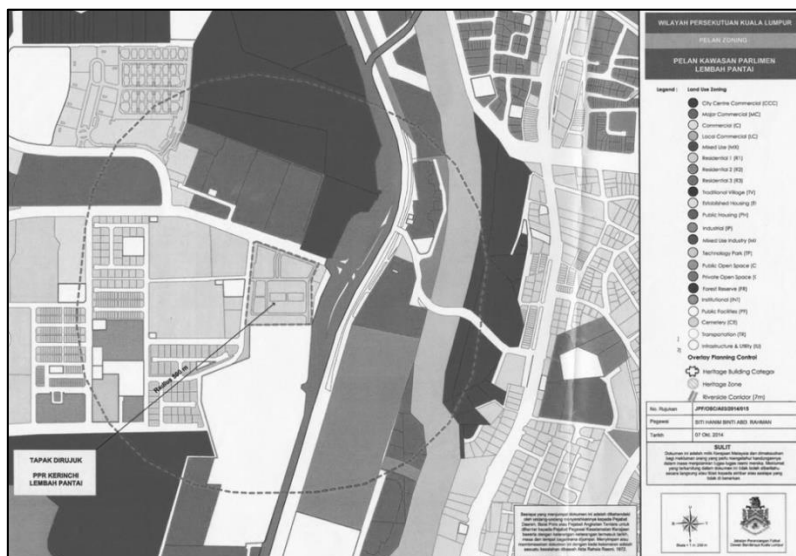 WILAYAH PERSEKUTUAN KUALA LUMPUR
PELAN ZONING
PELAN KAWASAN PARLIMEN
LEMBAH PANTAI
Legend :
Land Use Zoning
City Centre Commercial (CCC)
Major Commercial (MC)
Commercial (C)
Local Commercial (LC)
Mixed Use (MX)
Residential 1 (R1)
Residential 2 (R2)
Residential 3 (R3)
Traditional Village (TV)
Established Housing (E
Public Housing (PH)
Industrial (IP)
Mixed Use Industry (M
Technology Park (TP)
Public Open Space (
Private Open Space (
Forest Reserve (FR)
Institutional (INT)
Public Facilities (PF)
Cemetery (CE)
Transportation (TR)
Infrastructure & Utility (IU)
Overlay Planning Control
Heritage Building Categor
Heritage Zone
Riverside Corridor
No. Rujukan
Pegawai
SITI HANIM BINTI ABD. RAHMAN
Tarikh
07 Okt. 2014
SULIT
Radius 500 m
TAPAK DIRUJUK
PPR KERINCHI
LEMBAH PANTAI